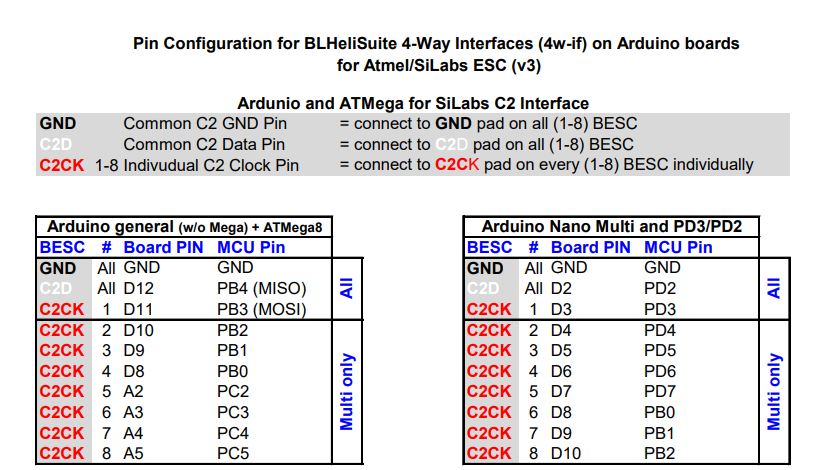 Pin Configuration for BLHeliSuite 4-Way Interfaces (4w-if) on Arduino boards
for Atmel/SiLabs ESC (v3)
Ardunio and ATMega for SiLabs C2 Interface
GND Common C2 GND Pin = connect to GND pad on all (1-8) BESC
C2D Common C2 Data Pin = connect to C2D pad on all (1-8) BESC
C2CK 1-8 Indivudual C2 Clock Pin = connect to C2CK pad on every (1-8) BESC individually
Arduino general (w/o Mega) + ATMega8
BESC # Board PIN MCU Pin
GND All GND GND
C2D All D12 PB4 (MISO)
C2CK 1 D11 PB3 (MOSI)
All
C2CK 2 D10 PB2
C2CK 3 D9 PB1
C2CK 4 D8 PB0
C2CK 5 A2 PC2
C2CK 6 A3 PC3
C2CK 7 A4 PC4
C2CK 8 A5 PC5
Multi only
Arduino Nano Multi and PD3/PD2
BESC # Board PIN MCU Pin
GND All GND GND
C2D All D2 PD2
C2CK 1 D3 PD3
All
C2CK 2 D4 PD4
C2CK 3 D5 PD5
C2CK 4 D6 PD6
C2CK 5 D7 PD7
C2CK 6 D8 PB0
C2CK 7 D9 PB1
C2CK 8 D10 PB2
Multi only